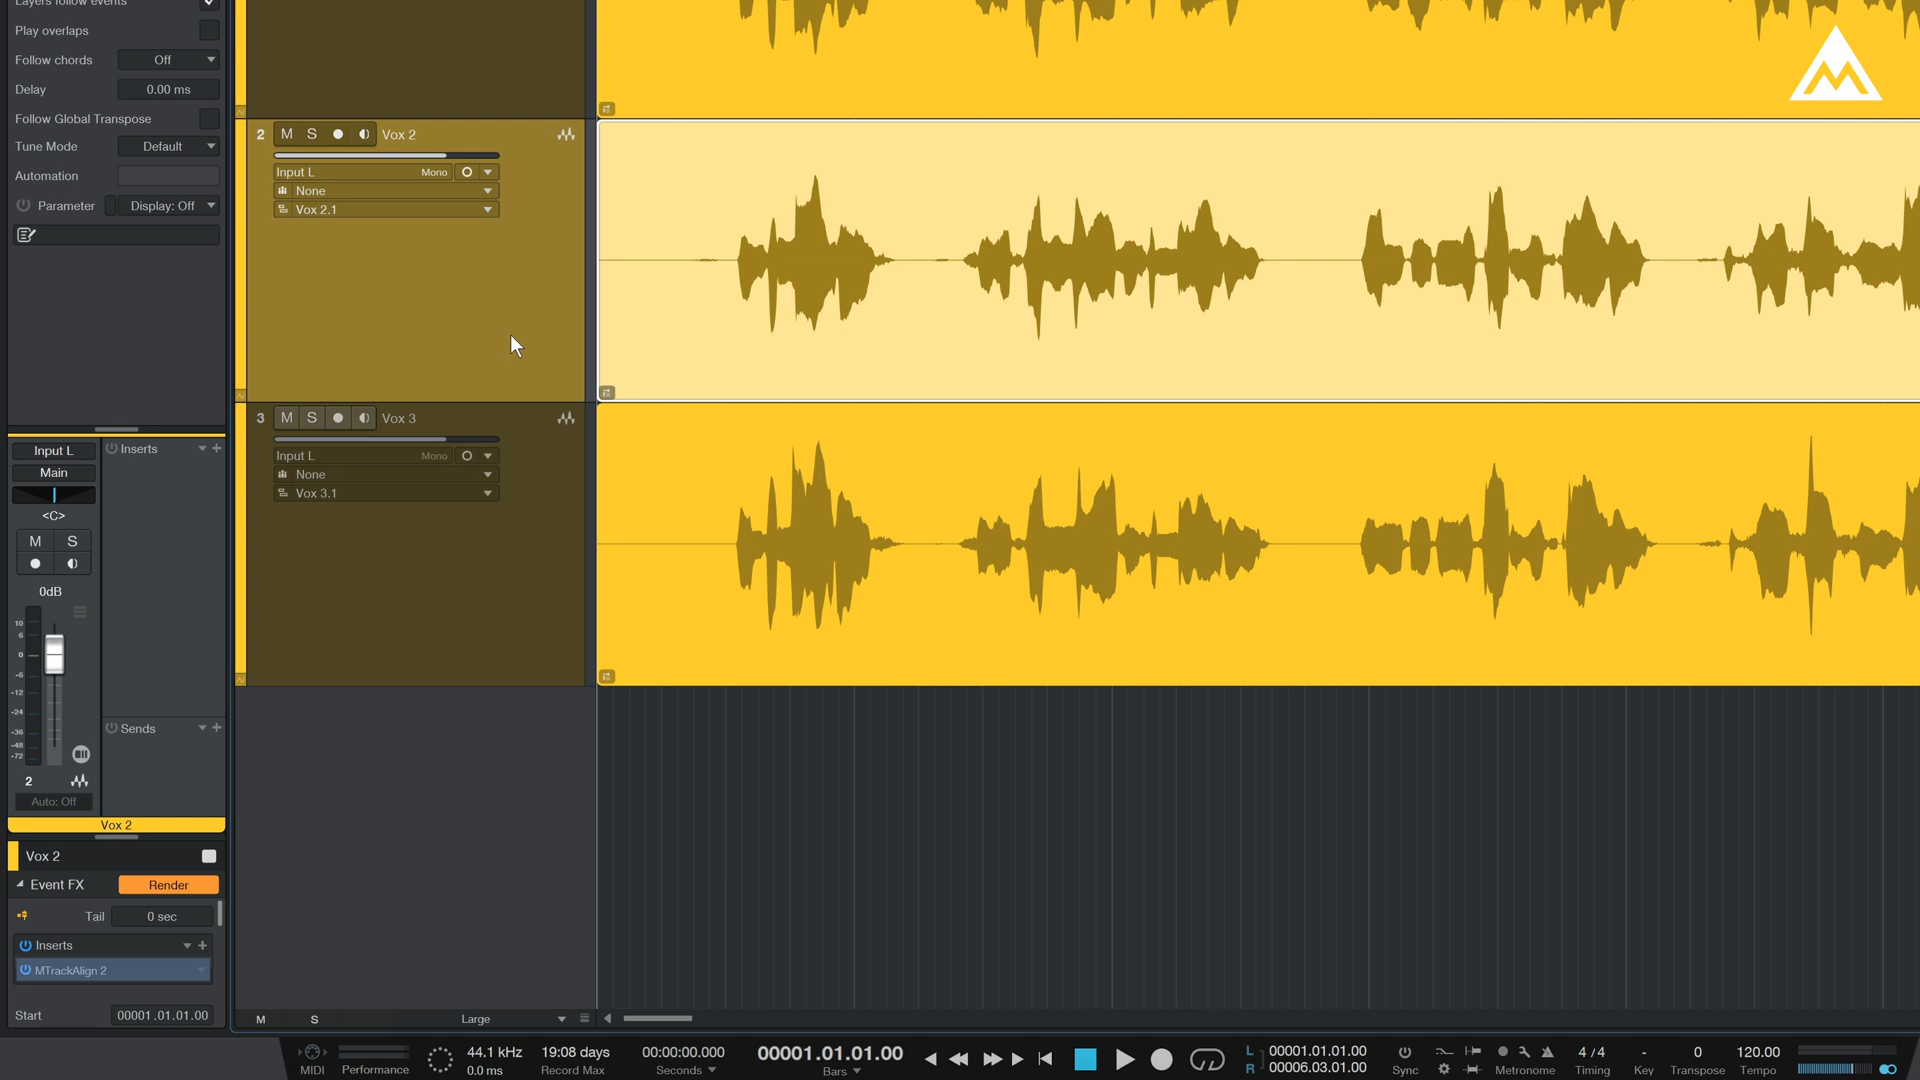 Layers follow events
Play overlaps
Follow chords Off
Delay 0.00 ms
Follow Global Transpose
Tune Mode Default
Automation
Parameter Display: Off
2 M S Vox 2
Input L Mono
None
Vox 2.1
3 M S Vox 3
Input L Mono
None
Vox 3.1
Input L
Main
<C>
M S
0dB
10
6
0
-6
-12
-24
-36
-48
-72
2
Auto: Off
Vox 2
Inserts
Sends
Vox 2
Event FX Render
Tail 0 sec
Inserts
MTrackAlign 2
Start 00001.01.01.00
M S Large
MIDI
Performance
44.1 kHz
0.0 ms
19:08 days
Record Max
00:00:00.000
Seconds
00001.01.01.00
Bars
L 00001.01.01.00
R 00006.03.01.00
Sync
Metronome
4 / 4
Timing
-
Key
0
Transpose
120.00
Tempo